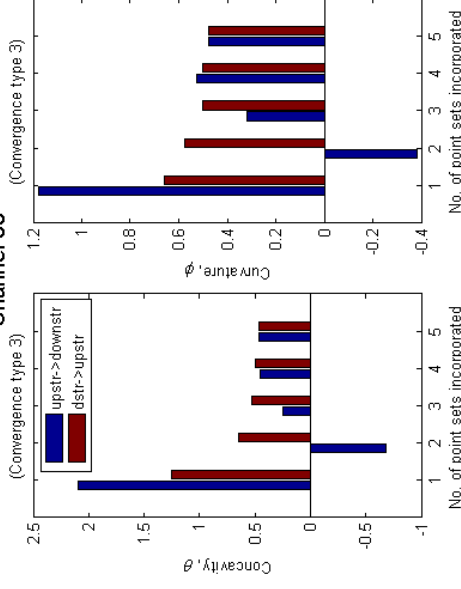 Channel
(Convergence type 3)
upstr->downstr
dstr->upstr
2.5
2
1.5
1
0.5
0
-0.5
-1
Concavity, θ
1 2 3 4 5
No. of point sets incorporated
(Convergence type 3)
1.2
1
0.8
0.6
0.4
0.2
0
-0.2
-0.4
Curvature, φ
1 2 3 4 5
No. of point sets incorporated